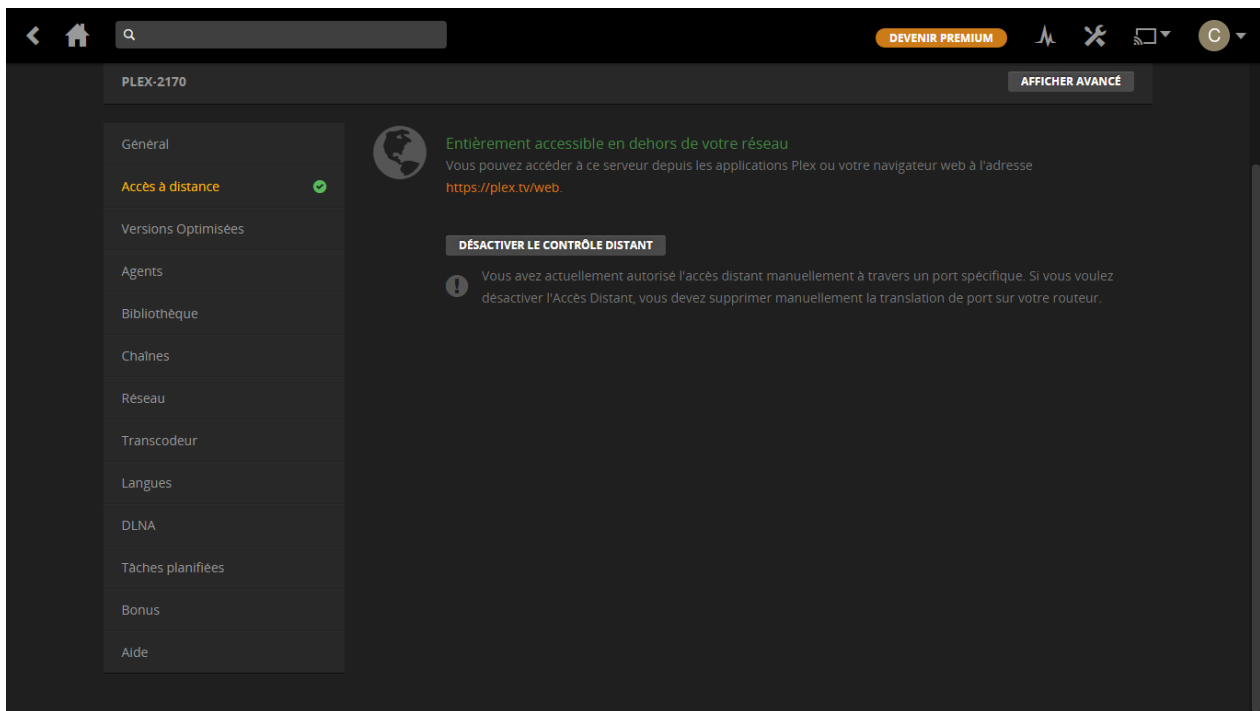 DEVENIR PREMIUM
C
PLEX-2170
AFFICHER AVANCÉ
Général
Accès à distance
Versions Optimisées
Agents
Bibliothèque
Chaînes
Réseau
Transcodeur
Langues
DLNA
Tâches planifiées
Bonus
Aide
Entièrement accessible en dehors de votre réseau
Vous pouvez accéder à ce serveur depuis les applications Plex ou votre navigateur web à l'adresse
https://plex.tv/web.
DÉSACTIVER LE CONTRÔLE DISTANT
Vous avez actuellement autorisé l'accès distant manuellement à travers un port spécifique. Si vous voulez
désactiver l'Accès Distant, vous devez supprimer manuellement la translation de port sur votre routeur.